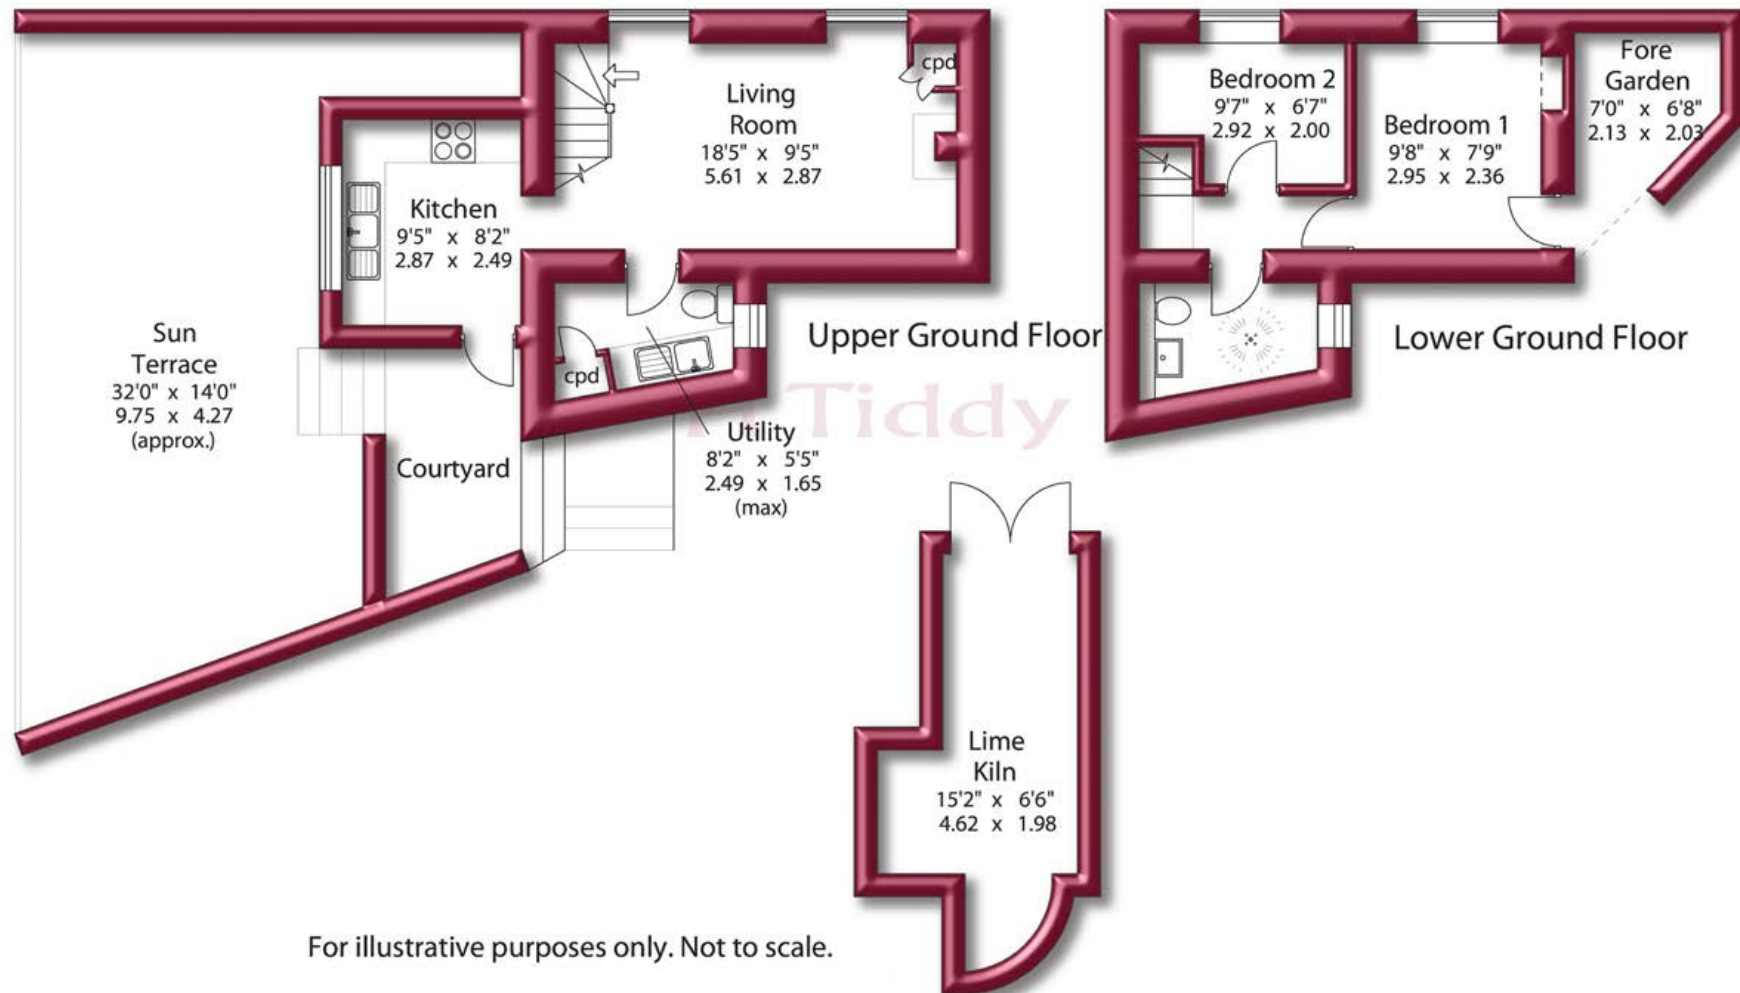 Living
Room
18'5" x 9'5"
5.61 x 2.87
cpd
Kitchen
9'5" x 8'2"
2.87 x 2.49
Sun
Terrace
32'0" x 14'0"
9.75 x 4.27
(approx.)
Courtyard
cpd
Utility
8'2" x 5'5"
2.49 x 1.65
(max)
Upper Ground Floor
Tiddy
Bedroom 2
9'7" x 6'7"
2.92 x 2.00
Bedroom 1
9'8" x 7'9"
2.95 x 2.36
Fore
Garden
7'0" x 6'8"
2.13 x 2.03
Lower Ground Floor
Lime
Kiln
15'2" x 6'6"
4.62 x 1.98
For illustrative purposes only. Not to scale.